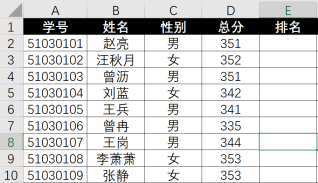 A B C D E
1 学号 姓名 性别 总分 排名
2 51030101 赵亮 男 351
3 51030102 汪秋月 女 352
4 51030103 曾沥 男 351
5 51030104 刘蓝 女 342
6 51030105 王兵 男 341
7 51030106 曾冉 男 335
8 51030107 王岗 男 344
9 51030108 李萧萧 女 353
10 51030109 张静 女 353